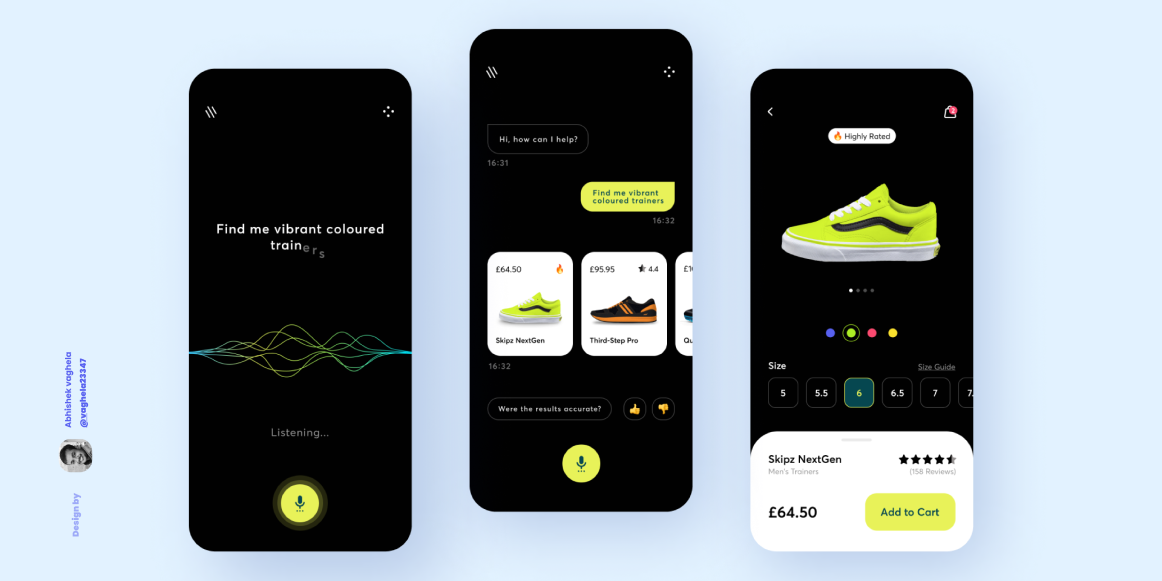 Find me vibrant coloured
trainers
Listening...
Hi, how can I help?
16:31
Find me vibrant
coloured trainers
16:32
£64.50
Skipz NextGen
£95.95
4.4
Third-Step Pro
16:32
Were the results accurate?
2
Highly Rated
Size
Size Guide
5
5.5
6
6.5
7
Skipz NextGen
Men's Trainers
(158 Reviews)
£64.50
Add to Cart
Abhishek vaghela
@vaghela23347
Design by